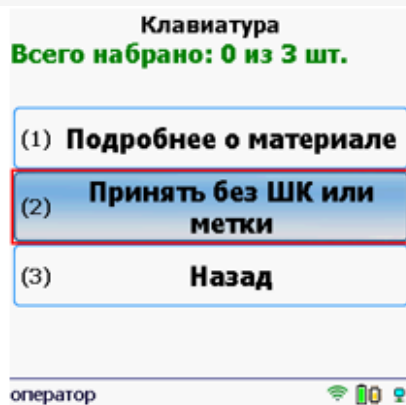 Клавиатура
Всего набрано: 0 из 3 шт.
(1) Подробнее о материале
(2) Принять без ШК или
метки
(3) Назад
оператор